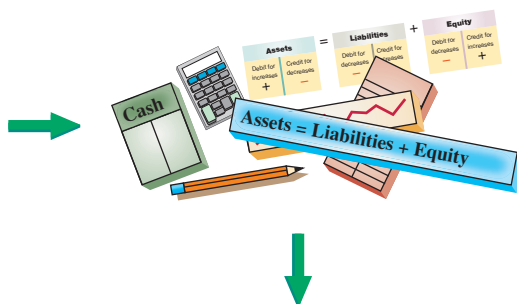 Assets = Liabilities + Equity
Debit for increases + Credit for decreases –
Debit for decreases – Credit for increases
Debit for decreases – Credit for increases +
Cash
Assets = Liabilities + Equity